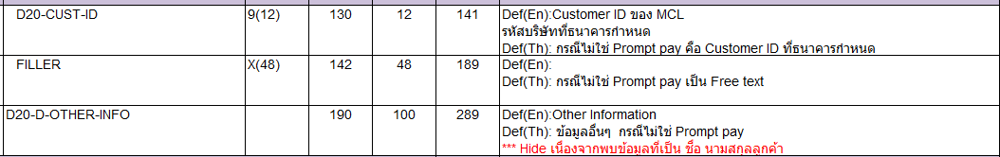 D20-CUST-ID 9(12) 130 12 141 Def(En):Customer ID ของ MCL
รหัสบริษัทที่ธนาคารกำหนด
Def(Th): กรณีไม่ใช่ Prompt pay คือ Customer ID ที่ธนาคารกำหนด
FILLER X(48) 142 48 189 Def(En):
Def(Th): กรณีไม่ใช่ Prompt pay เป็น Free text
D20-D-OTHER-INFO 190 100 289 Def(En):Other Information
Def(Th): ข้อมูลอื่นๆ กรณีไม่ใช่ Prompt pay
*** Hide เนื่องจากพบข้อมูลที่เป็น ชื่อ นามสกุลลูกค้า